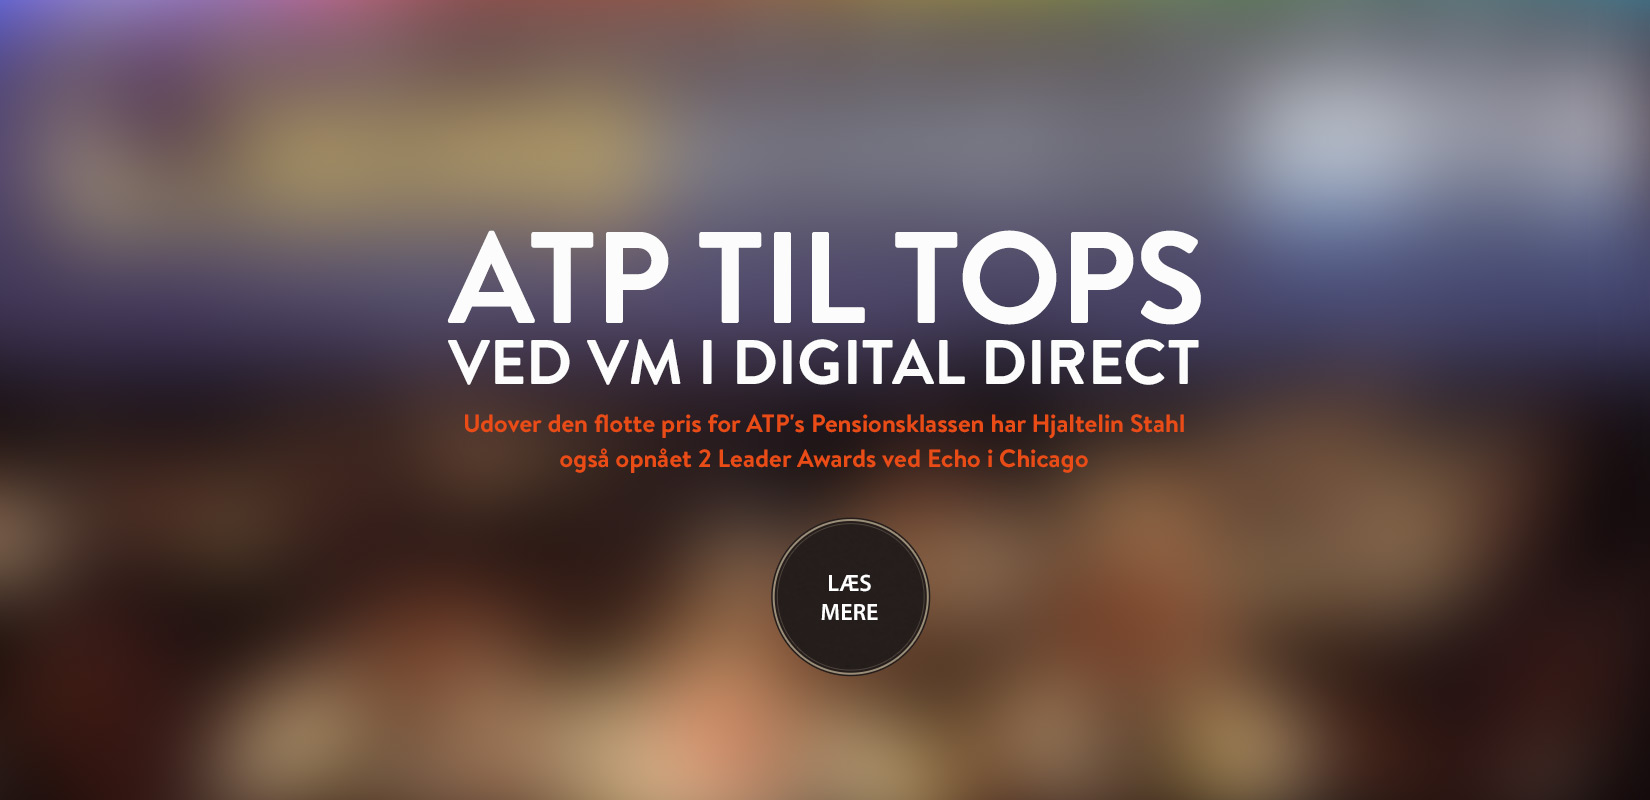 ATP TIL TOPS
VED VM I DIGITAL DIRECT
Udover den flotte pris for ATP's Pensionsklassen har Hjaltelin Stahl
også opnået 2 Leader Awards ved Echo i Chicago
LÆS
MERE